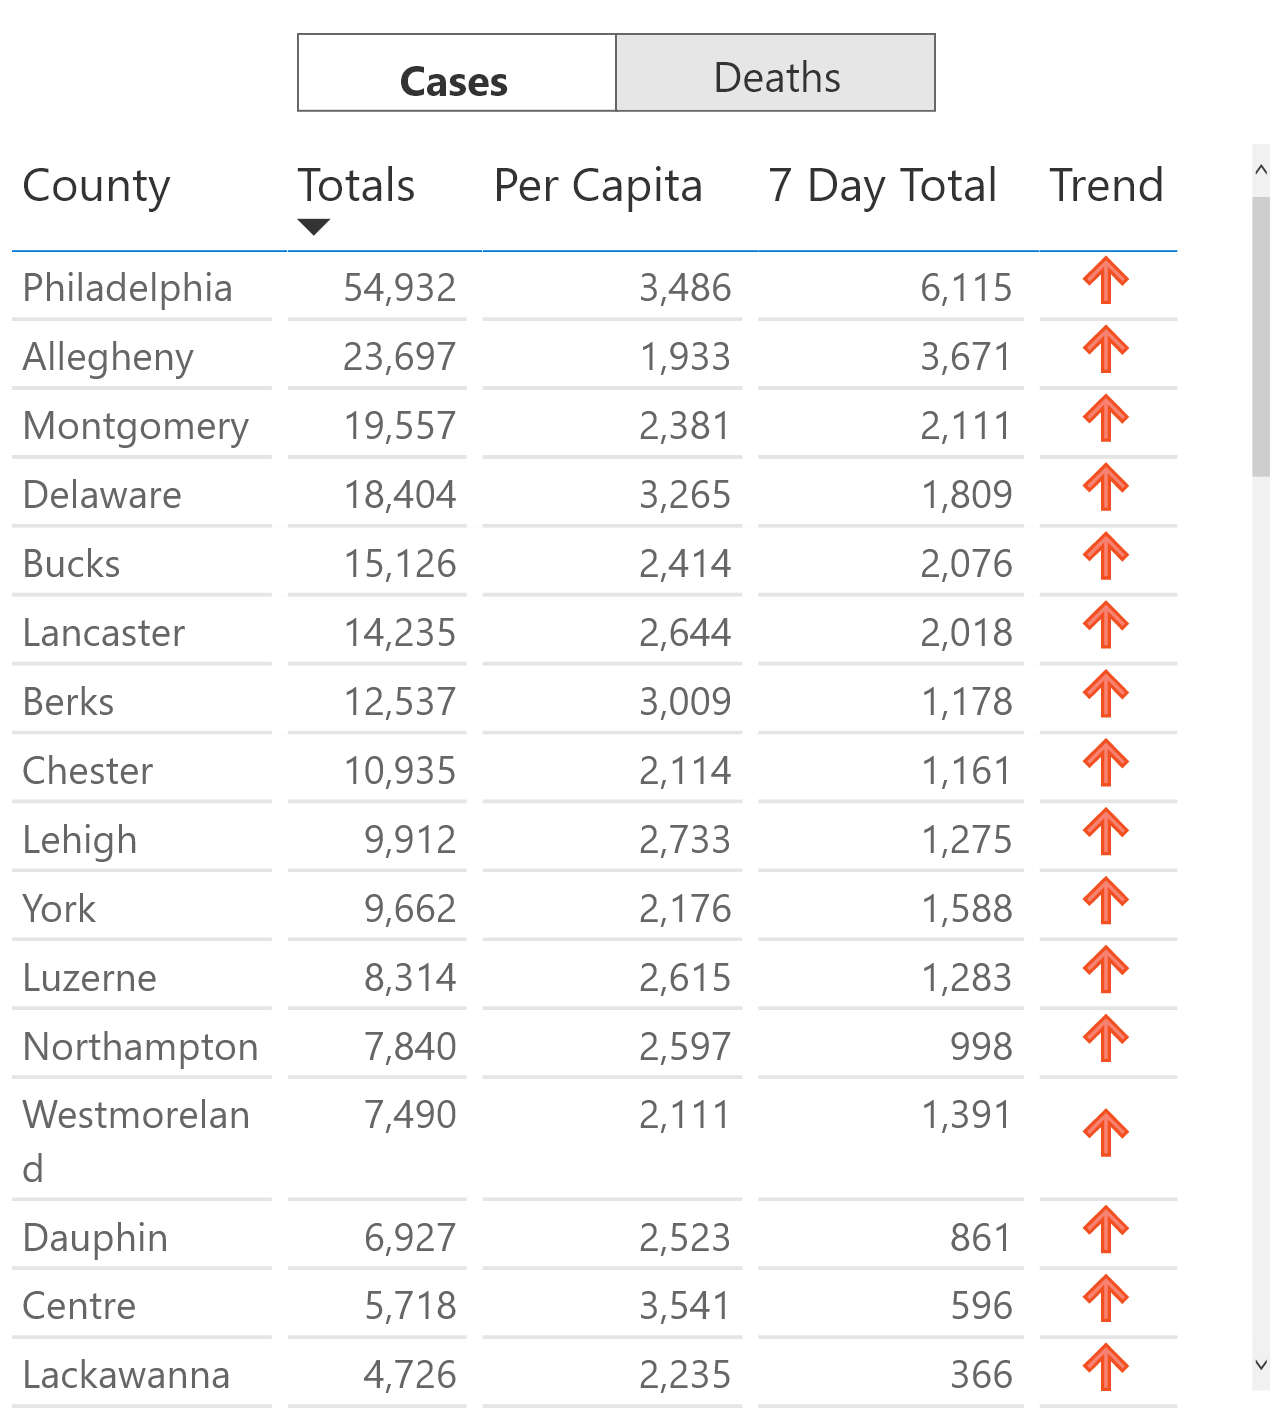 Cases Deaths
County Totals Per Capita 7 Day Total Trend
Philadelphia 54,932 3,486 6,115
Allegheny 23,697 1,933 3,671
Montgomery 19,557 2,381 2,111
Delaware 18,404 3,265 1,809
Bucks 15,126 2,414 2,076
Lancaster 14,235 2,644 2,018
Berks 12,537 3,009 1,178
Chester 10,935 2,114 1,161
Lehigh 9,912 2,733 1,275
York 9,662 2,176 1,588
Luzerne 8,314 2,615 1,283
Northampton 7,840 2,597 998
Westmorelan 7,490 2,111 1,391
d
Dauphin 6,927 2,523 861
Centre 5,718 3,541 596
Lackawanna 4,726 2,235 366